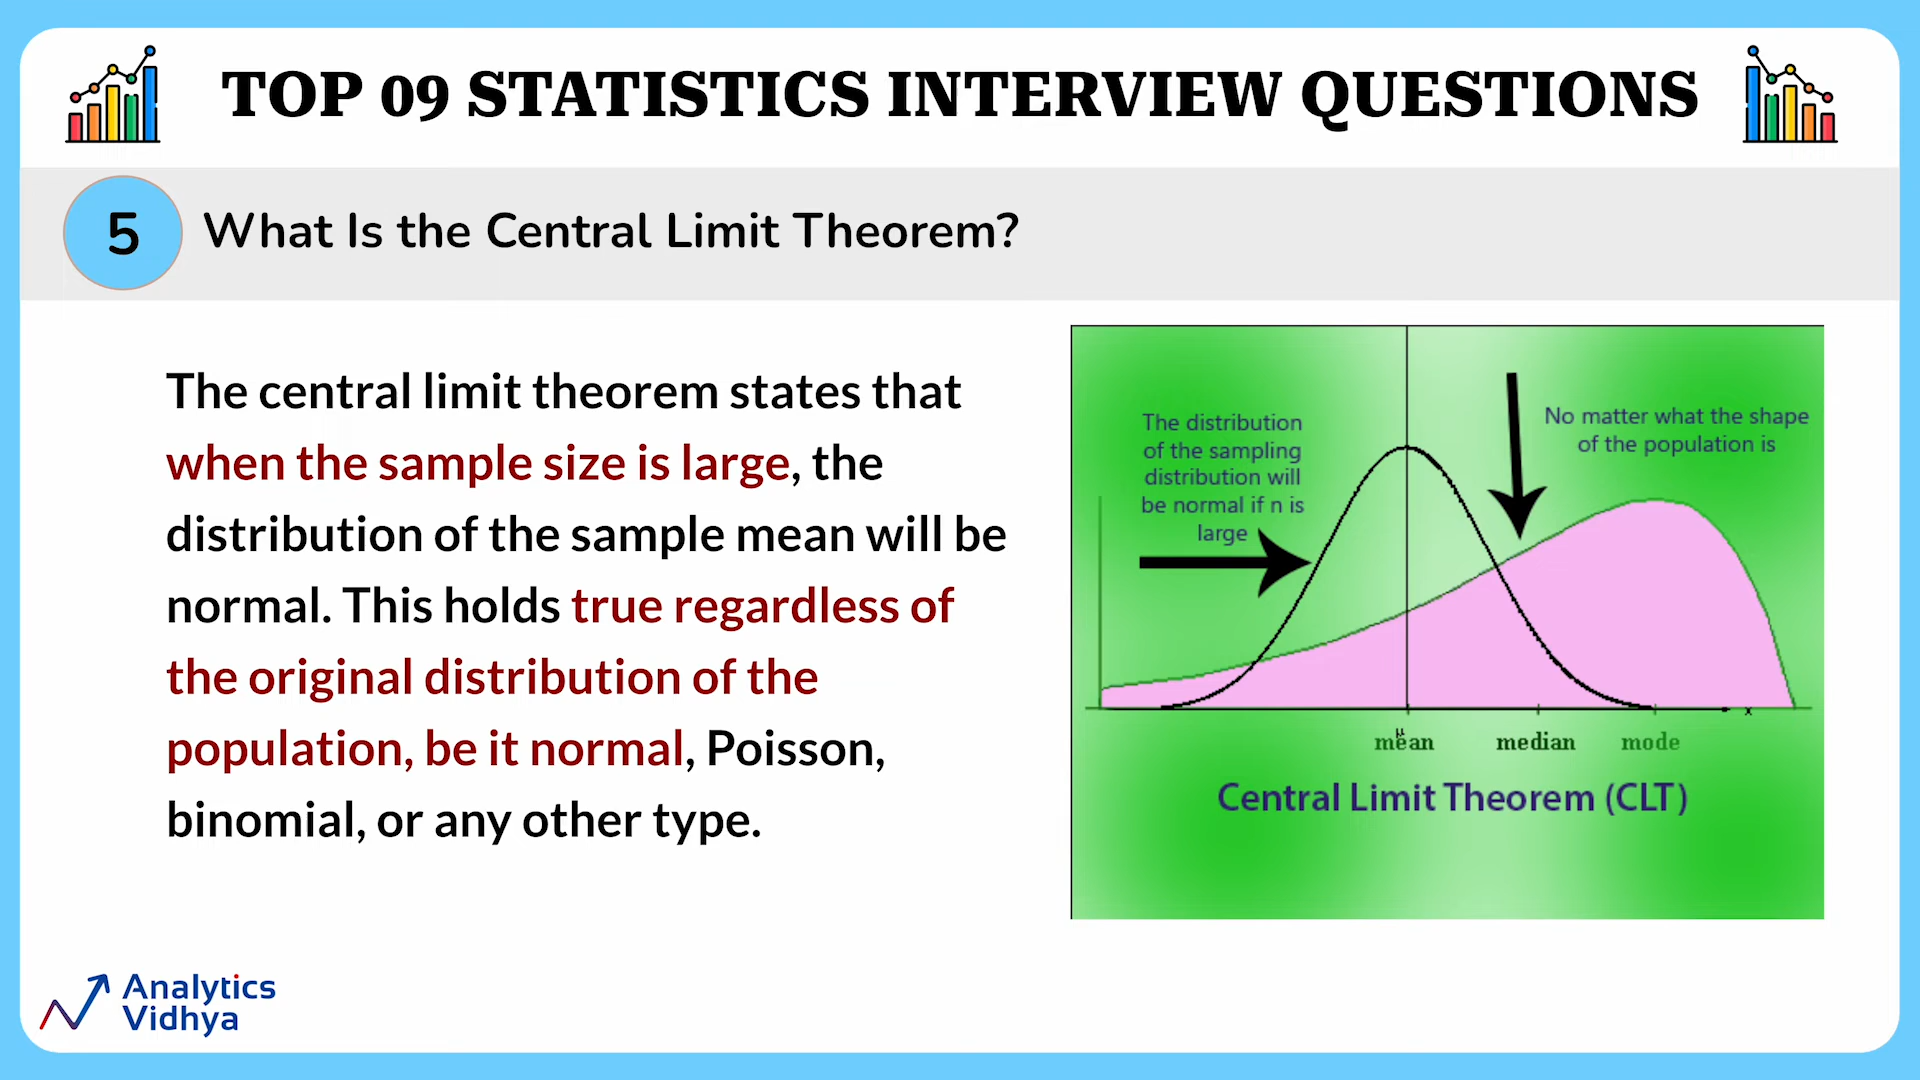 TOP 09 STATISTICS INTERVIEW QUESTIONS
5
What Is the Central Limit Theorem?
The central limit theorem states that
when the sample size is large, the
distribution of the sample mean will be
normal. This holds true regardless of
the original distribution of the
population, be it normal, Poisson,
binomial, or any other type.
The distribution
of the sampling
distribution will
be normal if n is
large
No matter what the shape
of the population is
x
μ
mean median mode
Central Limit Theorem (CLT)
Analytics
Vidhya